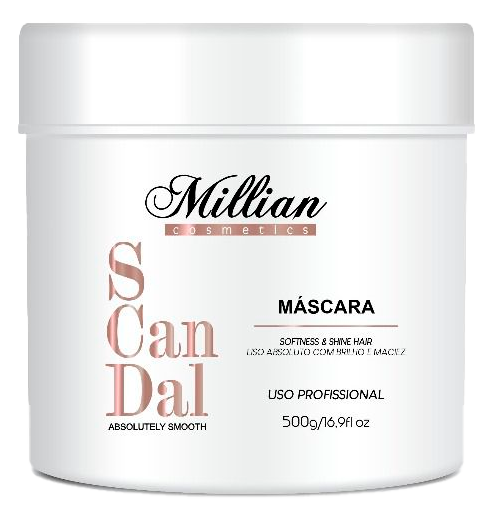 Millian
cosmetics
S
Can
Dal
ABSOLUTELY SMOOTH
MÁSCARA
SOFTNESS & SHINE HAIR
LISO ABSOLUTO COM BRILHO E MACIEZ
USO PROFISSIONAL
500g/16,9fl oz